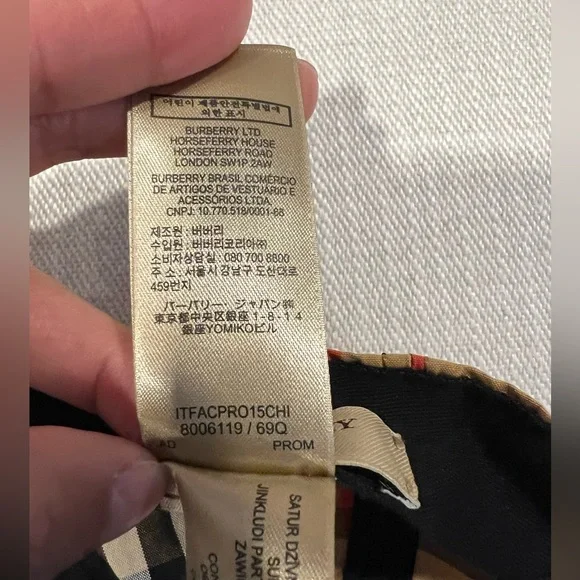 어린이 제품안전특별법에
의한 표시
BURBERRY LTD
HORSEFERRY HOUSE
HORSEFERRY ROAD
LONDON SW1P 2AW
BURBERRY BRASIL COMÉRCIO
DE ARTIGOS DE VESTUÁRIO E
ACESSÓRIOS LTDA.
CNPJ: 10.770.518/0001-66
제조원 : 버버리
수입원 : 버버리코리아㈜
소비자상담실 : 080 700 8800
주 소 : 서울시 강남구 도산대로
459번지
バーバリー・ジャパン㈱
東京都中央区銀座 1-8-14
銀座YOMIKOビル
ITFACPRO15CHI
8006119 / 69Q
PROM
Y
SATUR DZĪV
JINKLUDI PAR